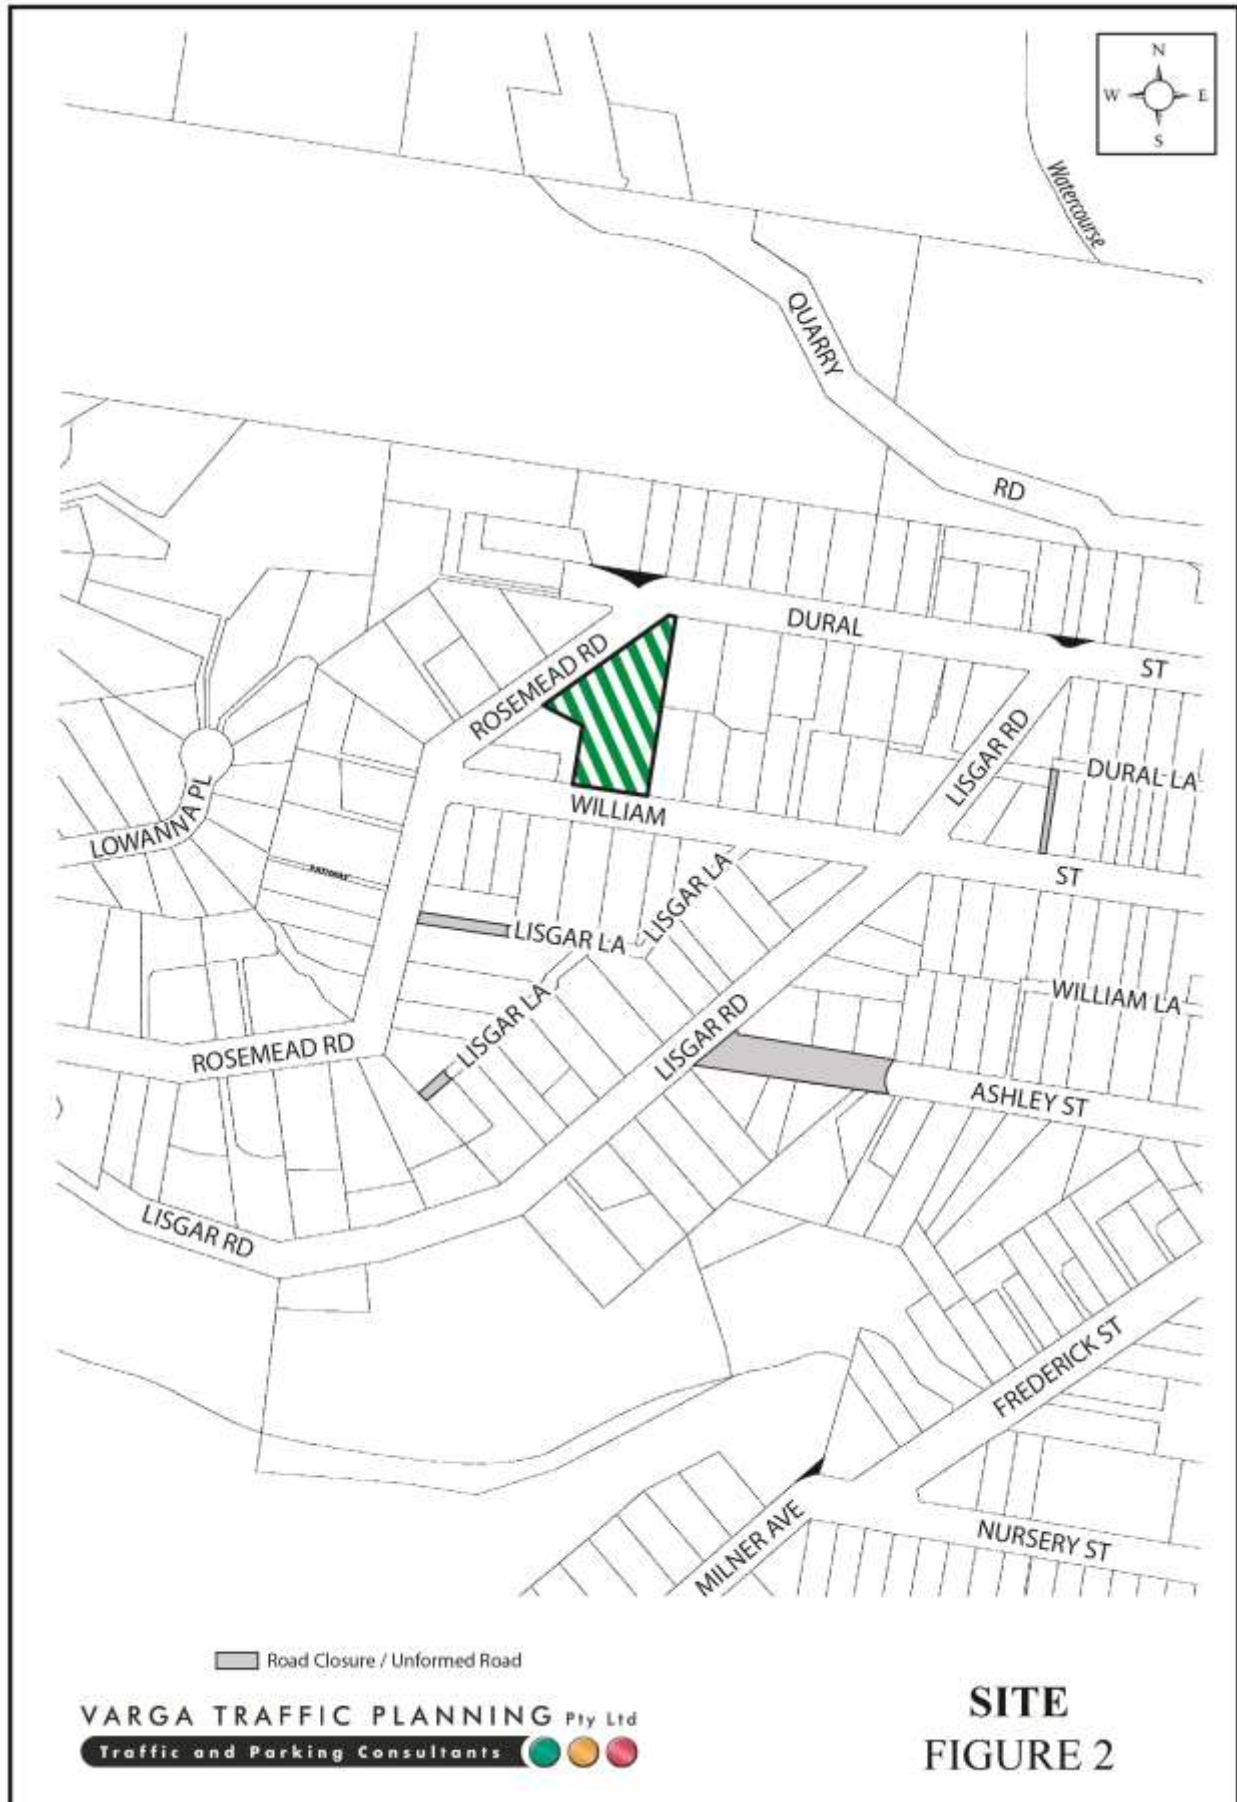 N
W E
S
Watercourse
QUARRY
RD
DURAL
ST
ROSEMEAD RD
LISGAR RD
DURAL LA
WILLIAM
LOWANNA PL
ST
LISGAR LA
LISGAR LA
WILLIAM LA
LISGAR LA
LISGAR RD
ROSEMEAD RD
ASHLEY ST
LISGAR RD
FREDERICK ST
NURSERY ST
MILNER AVE
Road Closure / Unformed Road
VARGA TRAFFIC PLANNING Pty Ltd
Traffic and Parking Consultants
SITE
FIGURE 2